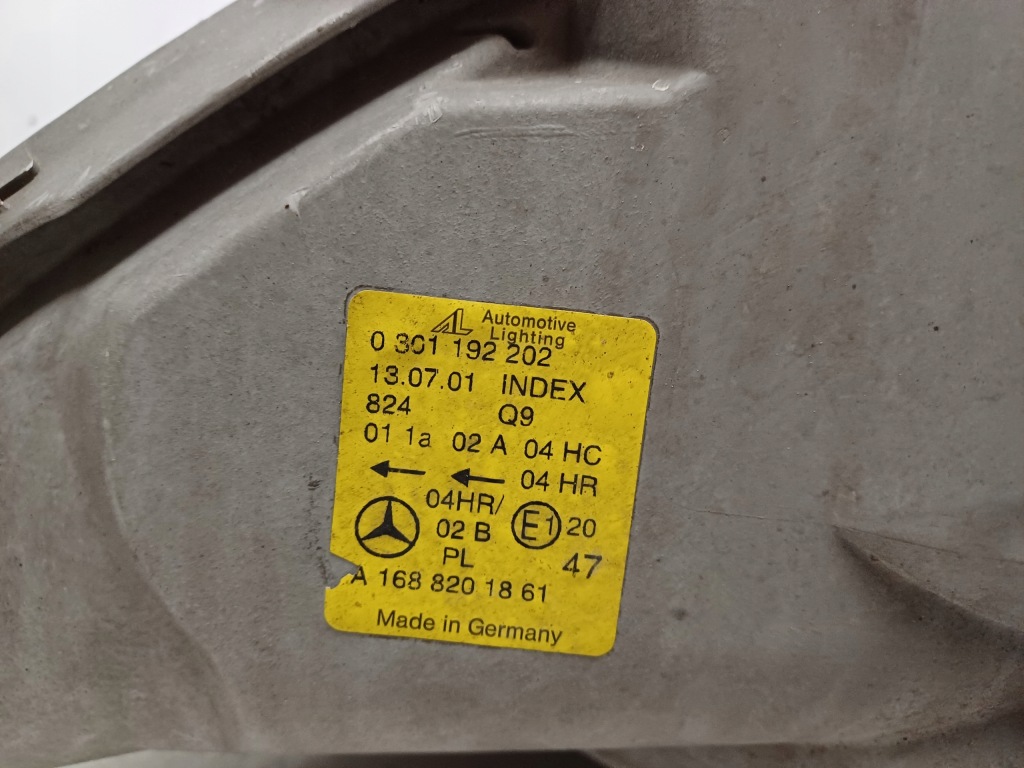 AL Automotive
Lighting
0 301 192 202
13.07.01 INDEX
824 Q9
01 1a 02 A 04 HC
← ← 04 HR
04HR/
02 B E1 20
PL 47
A 168 820 18 61
Made in Germany